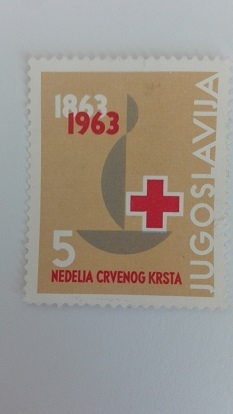 1863
1963
JUGOSLAVIJA
5
NEDELJA CRVENOG KRSTA